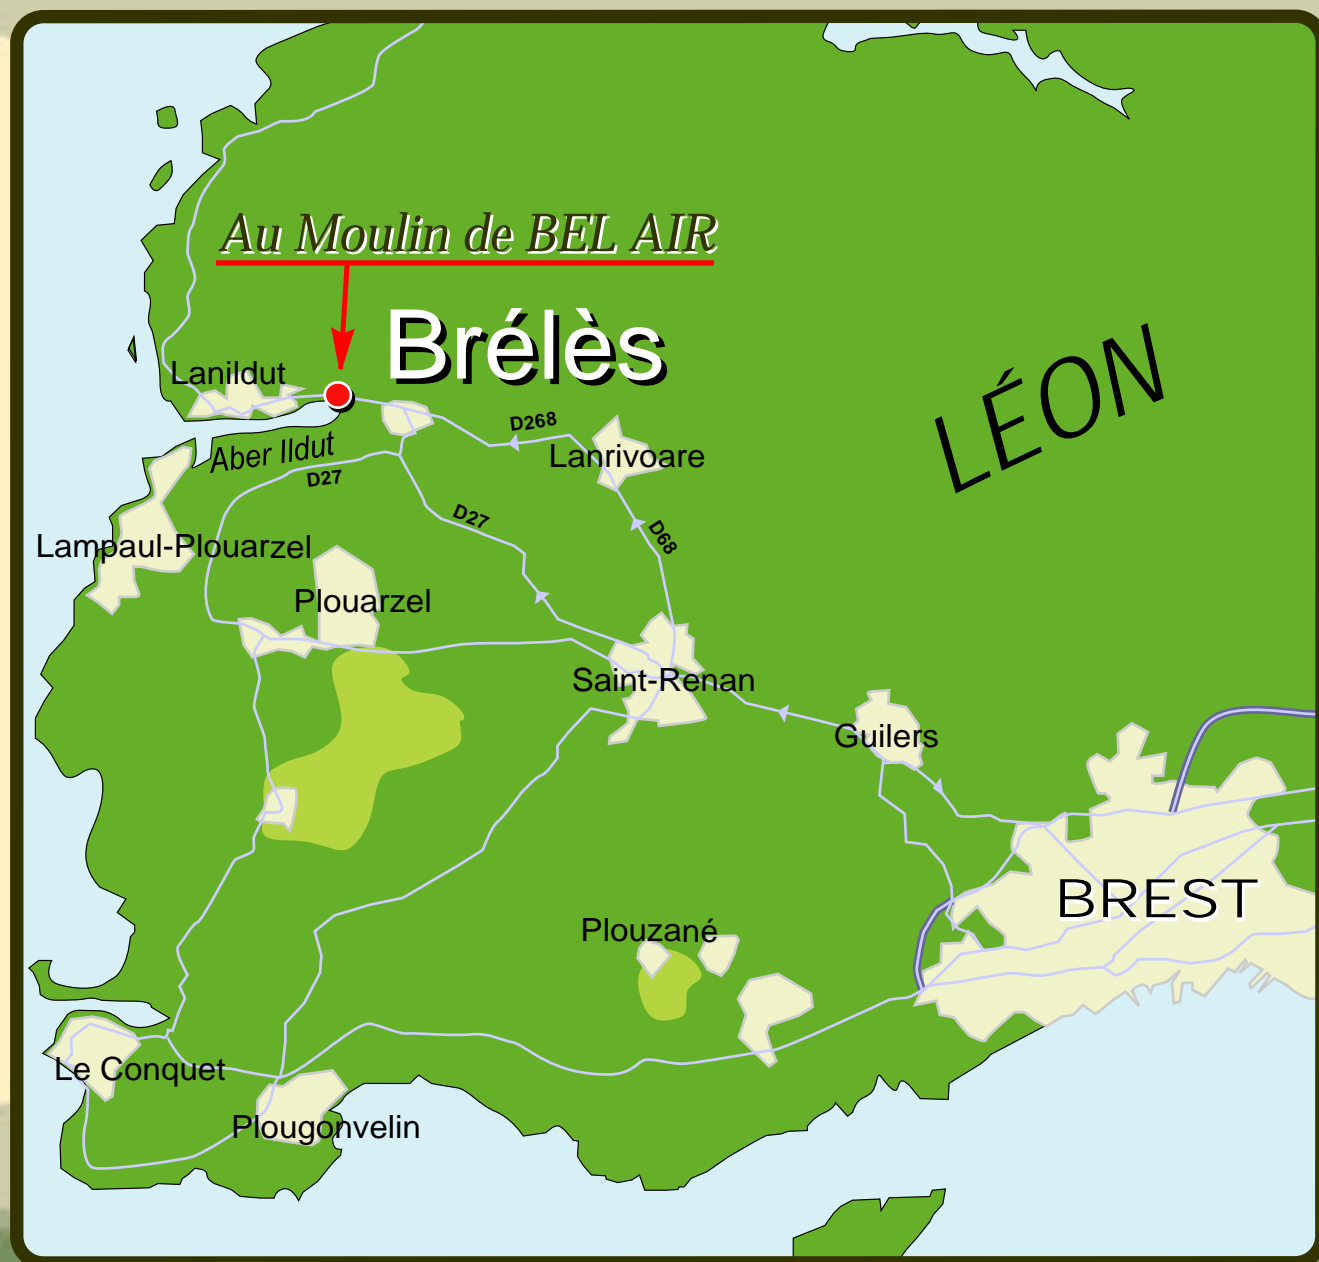 Au Moulin de BEL AIR
Brélès
LÉON
Lanildut
D268
Aber Ildut
Lanrivoare
D27
D27
D68
Lampaul-Plouarzel
Plouarzel
Saint-Renan
Guilers
BREST
Plouzané
Le Conquet
Plougonvelin